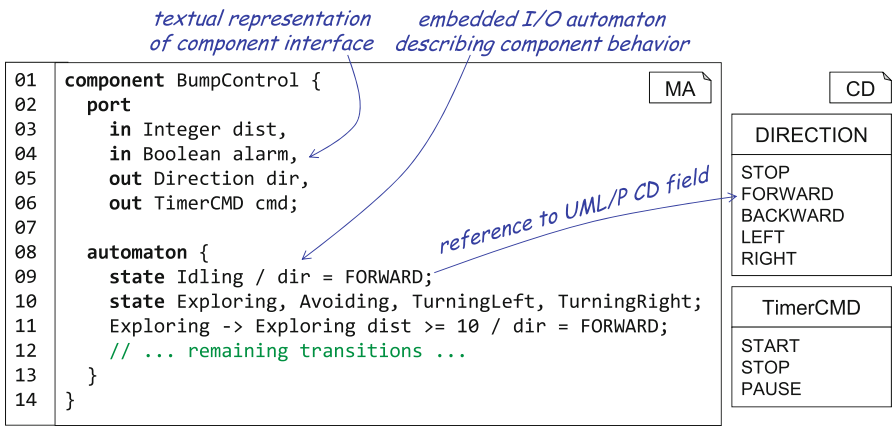 textual representation
of component interface
embedded I/O automaton
describing component behavior
01 component BumpControl {
02   port
03     in Integer dist,
04     in Boolean alarm,
05     out Direction dir,
06     out TimerCMD cmd;
07
08   automaton {
09     state Idling / dir = FORWARD;
10     state Exploring, Avoiding, TurningLeft, TurningRight;
11     Exploring -> Exploring dist >= 10 / dir = FORWARD;
12     // ... remaining transitions ...
13   }
14 }
MA
reference to UML/P CD field
CD
DIRECTION
STOP
FORWARD
BACKWARD
LEFT
RIGHT
TimerCMD
START
STOP
PAUSE